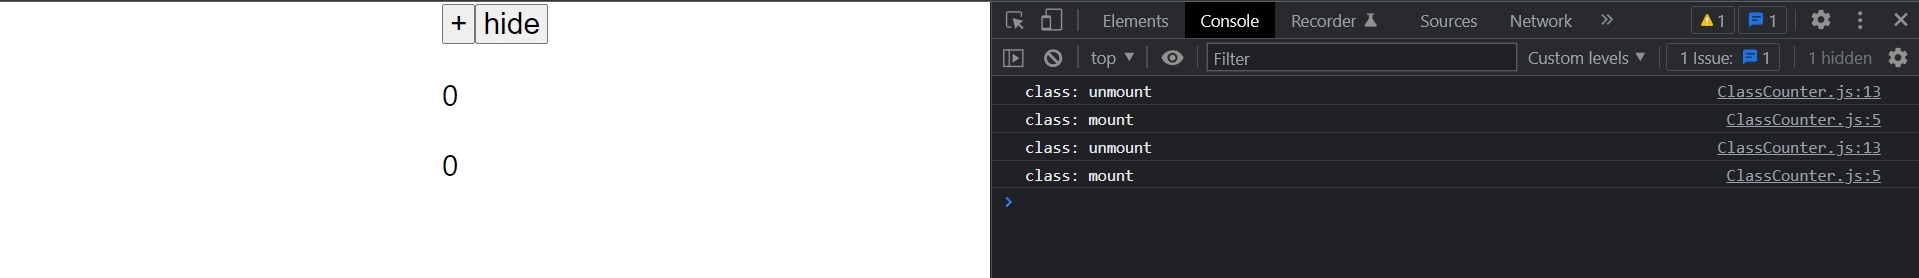 + hide
0
0
Elements Console Recorder Sources Network » 1 1
top ▼ Filter Custom levels ▼ 1 Issue: 1 1 hidden
class: unmount ClassCounter.js:13
class: mount ClassCounter.js:5
class: unmount ClassCounter.js:13
class: mount ClassCounter.js:5
›